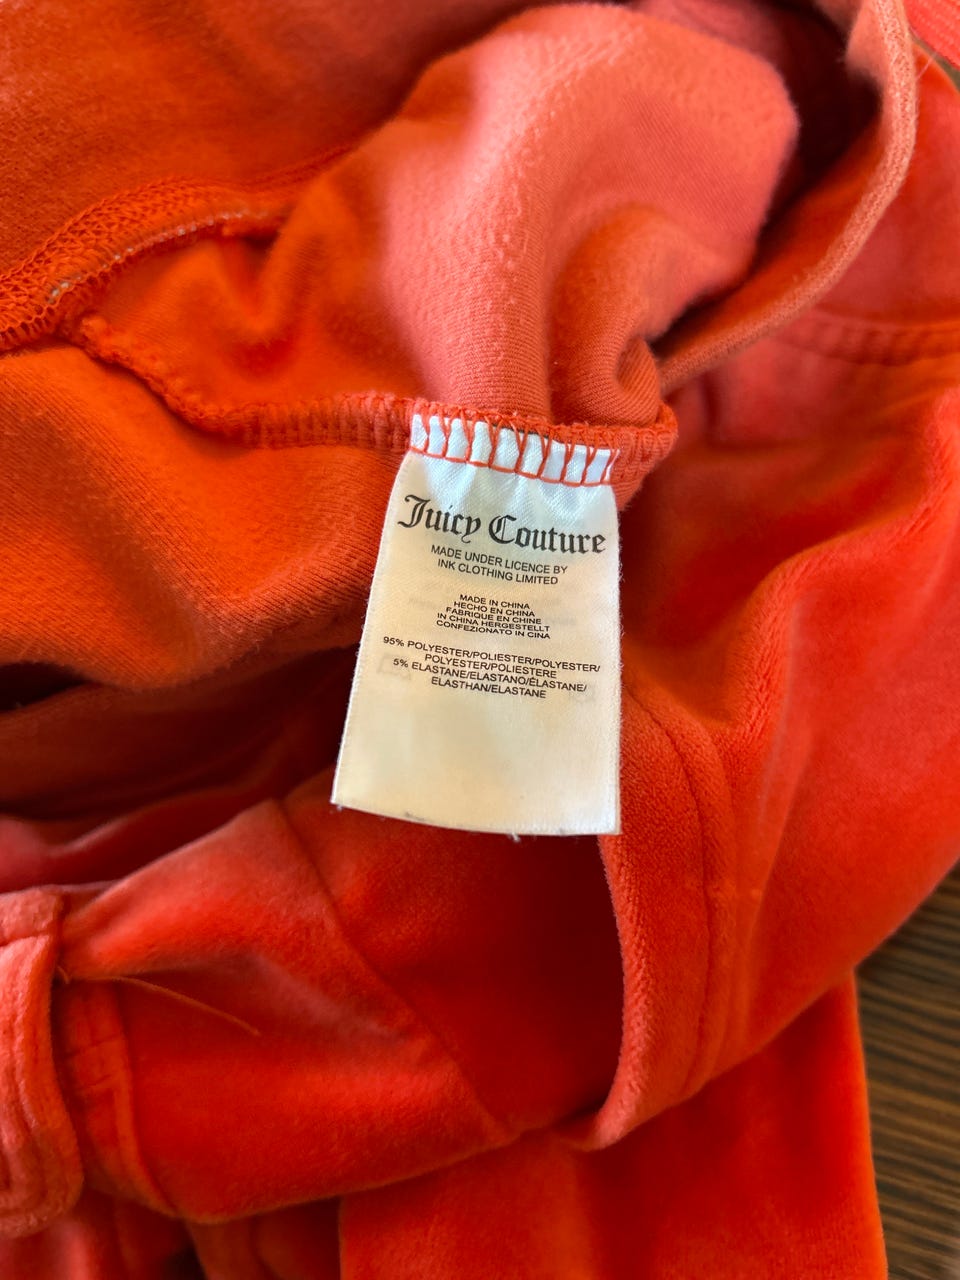 Juicy Couture
MADE UNDER LICENCE BY
INK CLOTHING LIMITED
MADE IN CHINA
HECHO EN CHINA
FABRIQUE EN CHINE
IN CHINA HERGESTELLT
CONFEZIONATO IN CINA
95% POLYESTER/POLIESTER/POLYESTER/
POLYESTER/POLIESTERE
5% ELASTANE/ELASTANO/ÉLASTANE/
ELASTHAN/ELASTANE